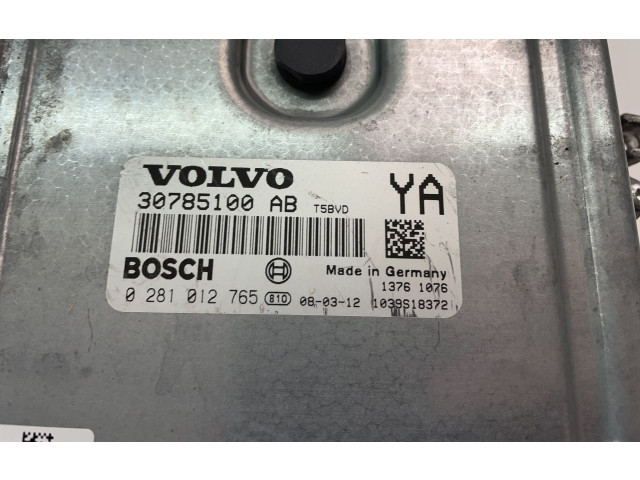 VOLVO
30785100 AB T5BVD YA
BOSCH Made in Germany
1376 1076
0 281 012 765 B10 08-03-12 1039S18372